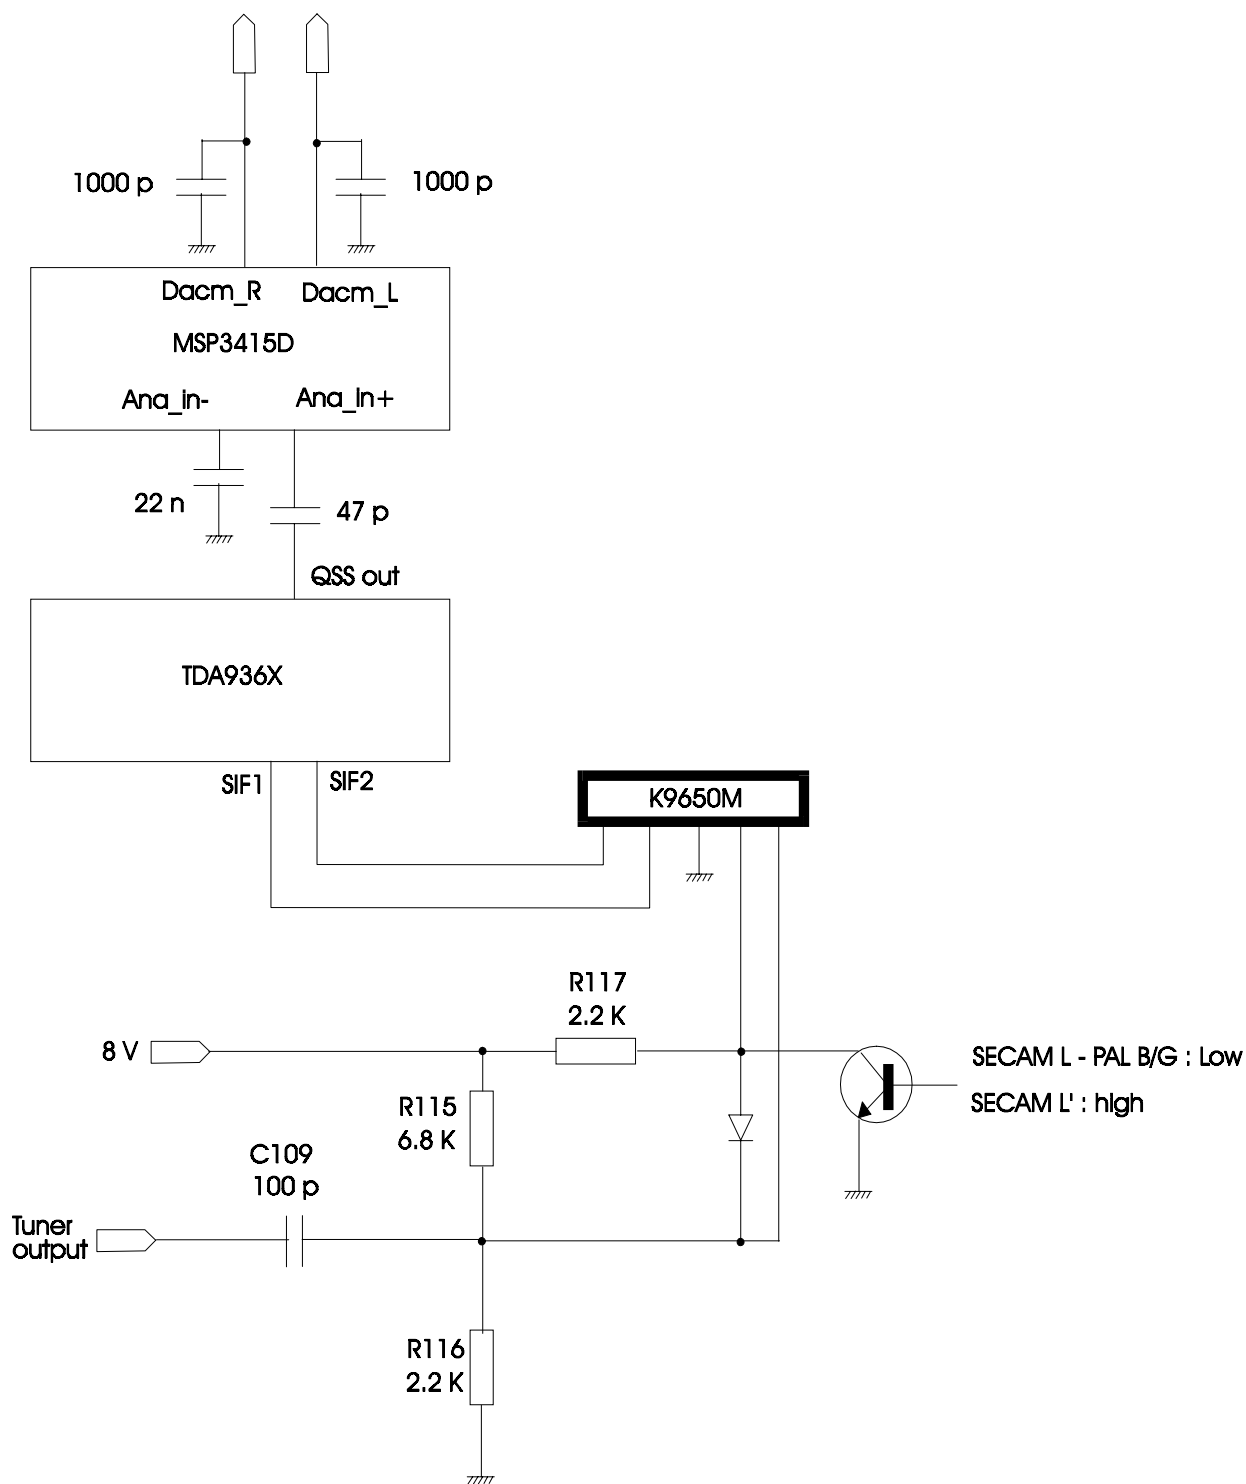 1000 p
1000 p
Dacm_R
Dacm_L
MSP3415D
Ana_in-
Ana_In+
22 n
47 p
QSS out
TDA936X
SIF1
SIF2
K9650M
R117
2.2 K
8 V
SECAM L - PAL B/G : Low
SECAM L' : high
R115
6.8 K
C109
100 p
Tuner
output
R116
2.2 K